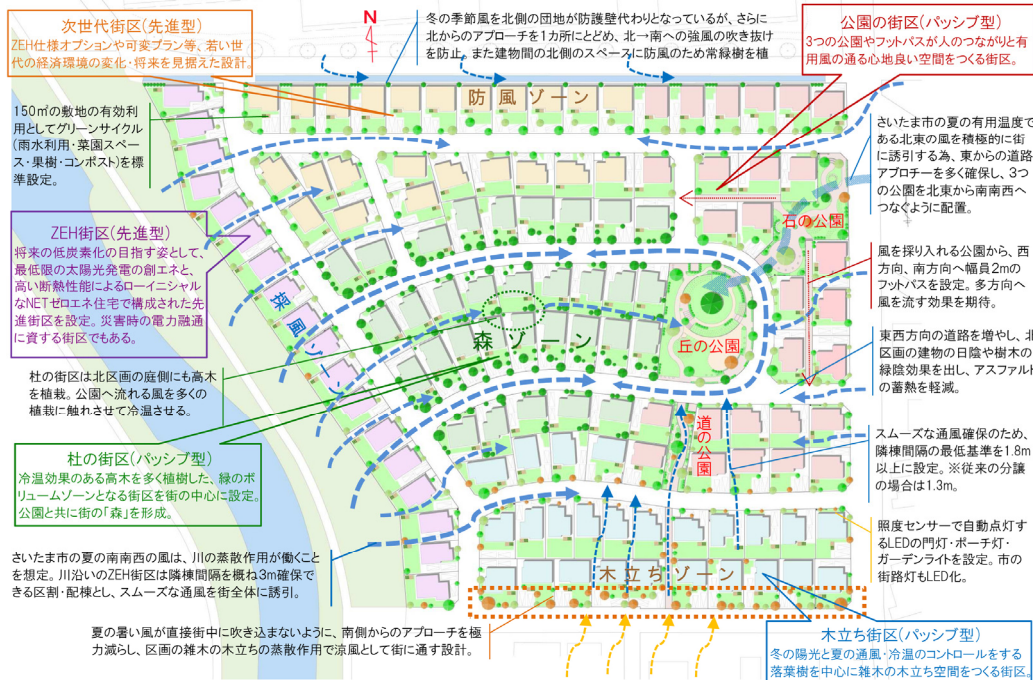 次世代街区(先進型)
ZEH仕様オプションや可変プラン等、若い世
代の経済環境の変化・将来を見据えた設計。
N
冬の季節風を北側の団地が防護壁代わりとなっているが、さらに
北からのアプローチを1カ所にとどめ、北→南への強風の吹き抜け
を防止。また建物間の北側のスペースに防風のため常緑樹を植
公園の街区(パッシブ型)
3つの公園やフットパスが人のつながりと有
用風の通る心地良い空間をつくる街区。
防風ゾーン
150㎡の敷地の有効利
用としてグリーンサイクル
(雨水利用・菜園スペー
ス・果樹・コンポスト)を標
準設定。
さいたま市の夏の有用温度で
ある北東の風を積極的に街
に誘引する為、東からの道路
アプロチーを多く確保し、3つ
の公園を北東から南南西へ
つなぐように配置。
石の公園
ZEH街区(先進型)
将来の低炭素化の目指す姿として、
最低限の太陽光発電の創エネと、
高い断熱性能によるローイニシャル
なNETゼロエネ住宅で構成された先
進街区を設定。災害時の電力融通
に資する街区でもある。
風を採り入れる公園から、西
方向、南方向へ幅員2mの
フットパスを設定。多方向へ
風を流す効果を期待。
採風ゾーン
森ゾーン
丘の公園
東西方向の道路を増やし、北
区画の建物の日陰や樹木の
緑陰効果を出し、アスファルト
の蓄熱を軽減。
杜の街区は北区画の庭側にも高木
を植栽。公園へ流れる風を多くの
植栽に触れさせて冷温させる。
道の公園
スムーズな通風確保のため、
隣棟間隔の最低基準を1.8m
以上に設定。※従来の分譲
の場合は1.3m。
杜の街区(パッシブ型)
冷温効果のある高木を多く植樹した、緑のボ
リュームゾーンとなる街区を街の中心に設定。
公園と共に街の「森」を形成。
照度センサーで自動点灯す
るLEDの門灯・ポーチ灯・
ガーデンライトを設定。市の
街路灯もLED化。
さいたま市の夏の南南西の風は、川の蒸散作用が働くこと
を想定。川沿いのZEH街区は隣棟間隔を概ね3m確保で
きる区割・配棟とし、スムーズな通風を街全体に誘引。
木立ちゾーン
夏の暑い風が直接街中に吹き込まないように、南側からのアプローチを極
力減らし、区画の雑木の木立ちの蒸散作用で涼風として街に通す設計。
木立ち街区(パッシブ型)
冬の陽光と夏の通風・冷温のコントロールをする
落葉樹を中心に雑木の木立ち空間をつくる街区。